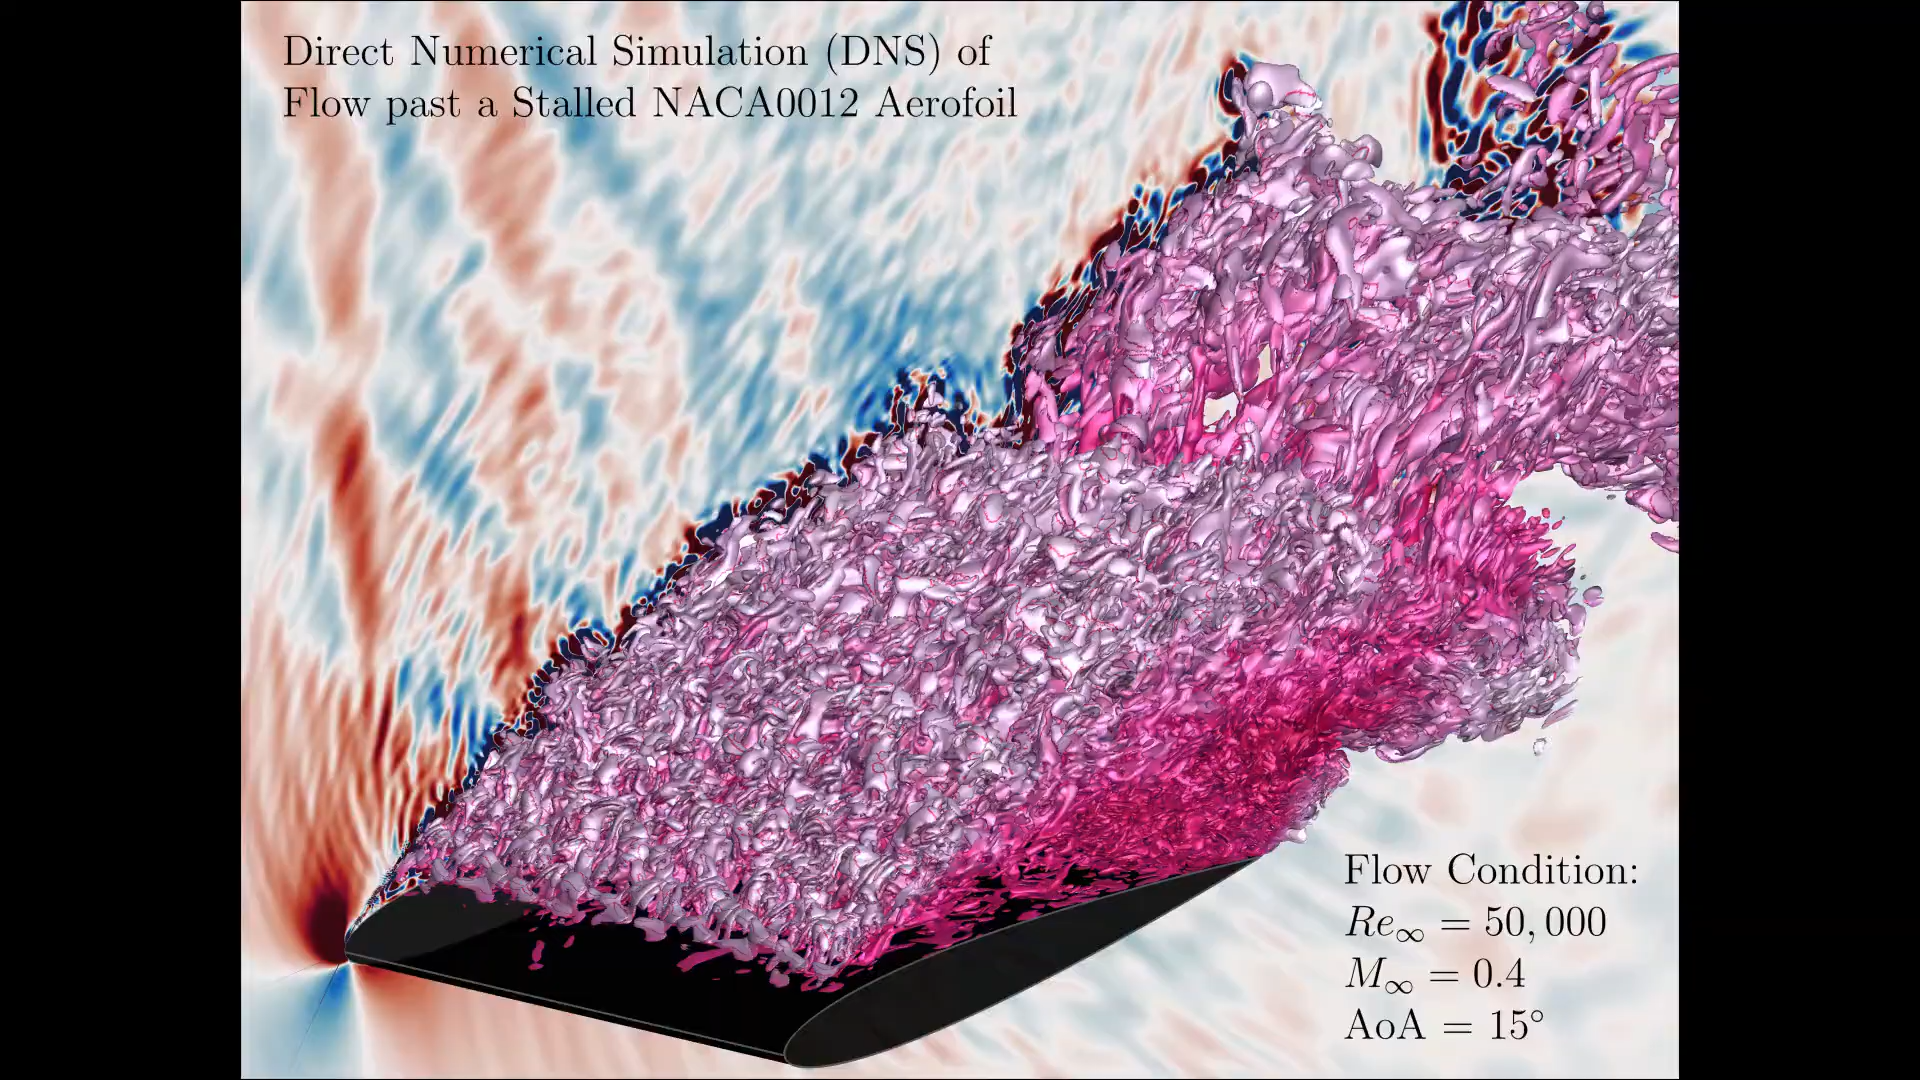 Direct Numerical Simulation (DNS) of
Flow past a Stalled NACA0012 Aerofoil
Flow Condition:
Re∞ = 50,000
M∞ = 0.4
AoA = 15°